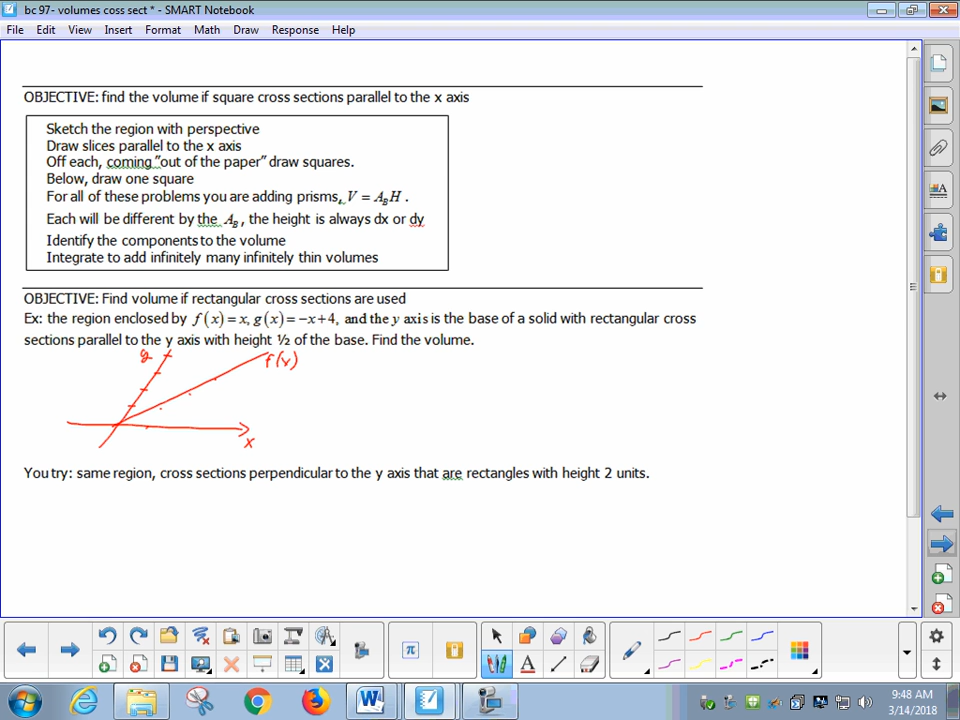 bc 97- volumes coss sect * - SMART Notebook
File Edit View Insert Format Math Draw Response Help
OBJECTIVE: find the volume if square cross sections parallel to the x axis
Sketch the region with perspective
Draw slices parallel to the x axis
Off each, coming "out of the paper" draw squares.
Below, draw one square
For all of these problems you are adding prisms, V = A_B H .
Each will be different by the A_B, the height is always dx or dy
Identify the components to the volume
Integrate to add infinitely many infinitely thin volumes
OBJECTIVE: Find volume if rectangular cross sections are used
Ex: the region enclosed by f(x) = x, g(x) = −x+4, and the y axis is the base of a solid with rectangular cross
sections parallel to the y axis with height ½ of the base. Find the volume.
y
f(x)
x
You try: same region, cross sections perpendicular to the y axis that are rectangles with height 2 units.
9:48 AM
3/14/2018